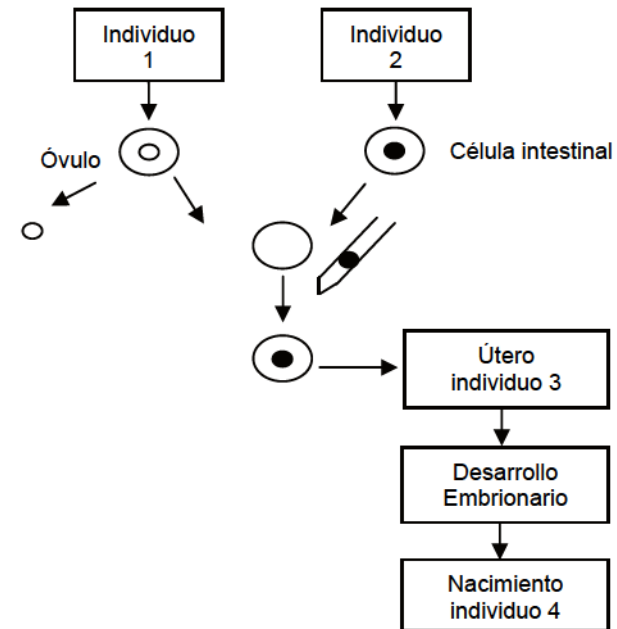 Individuo
1
Individuo
2
Óvulo
Célula intestinal
Útero
individuo 3
Desarrollo
Embrionario
Nacimiento
individuo 4